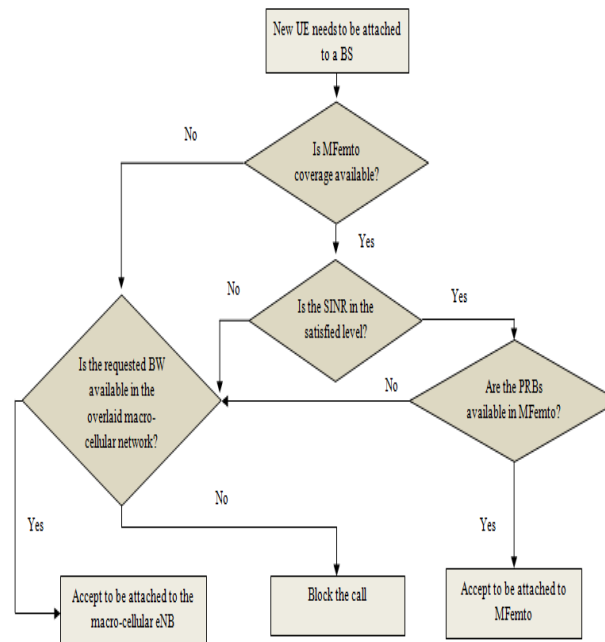 New UE needs to be attached
to a BS
No
Is MFemto
coverage available?
Yes
No
Is the SINR in the
satisfied level?
Yes
Is the requested BW
available in the
overlaid macro-
cellular network?
No
Are the PRBs
available in MFemto?
No
Yes
Yes
Accept to be attached to the
macro-cellular eNB
Block the call
Accept to be attached to
MFemto